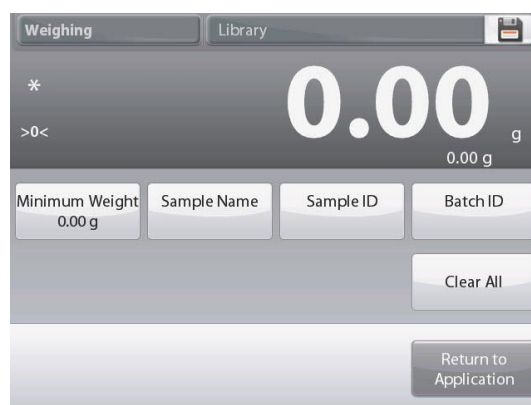 Weighing
Library
*
0.00
>0<
g
0.00 g
Minimum Weight
0.00 g
Sample Name
Sample ID
Batch ID
Clear All
Return to
Application